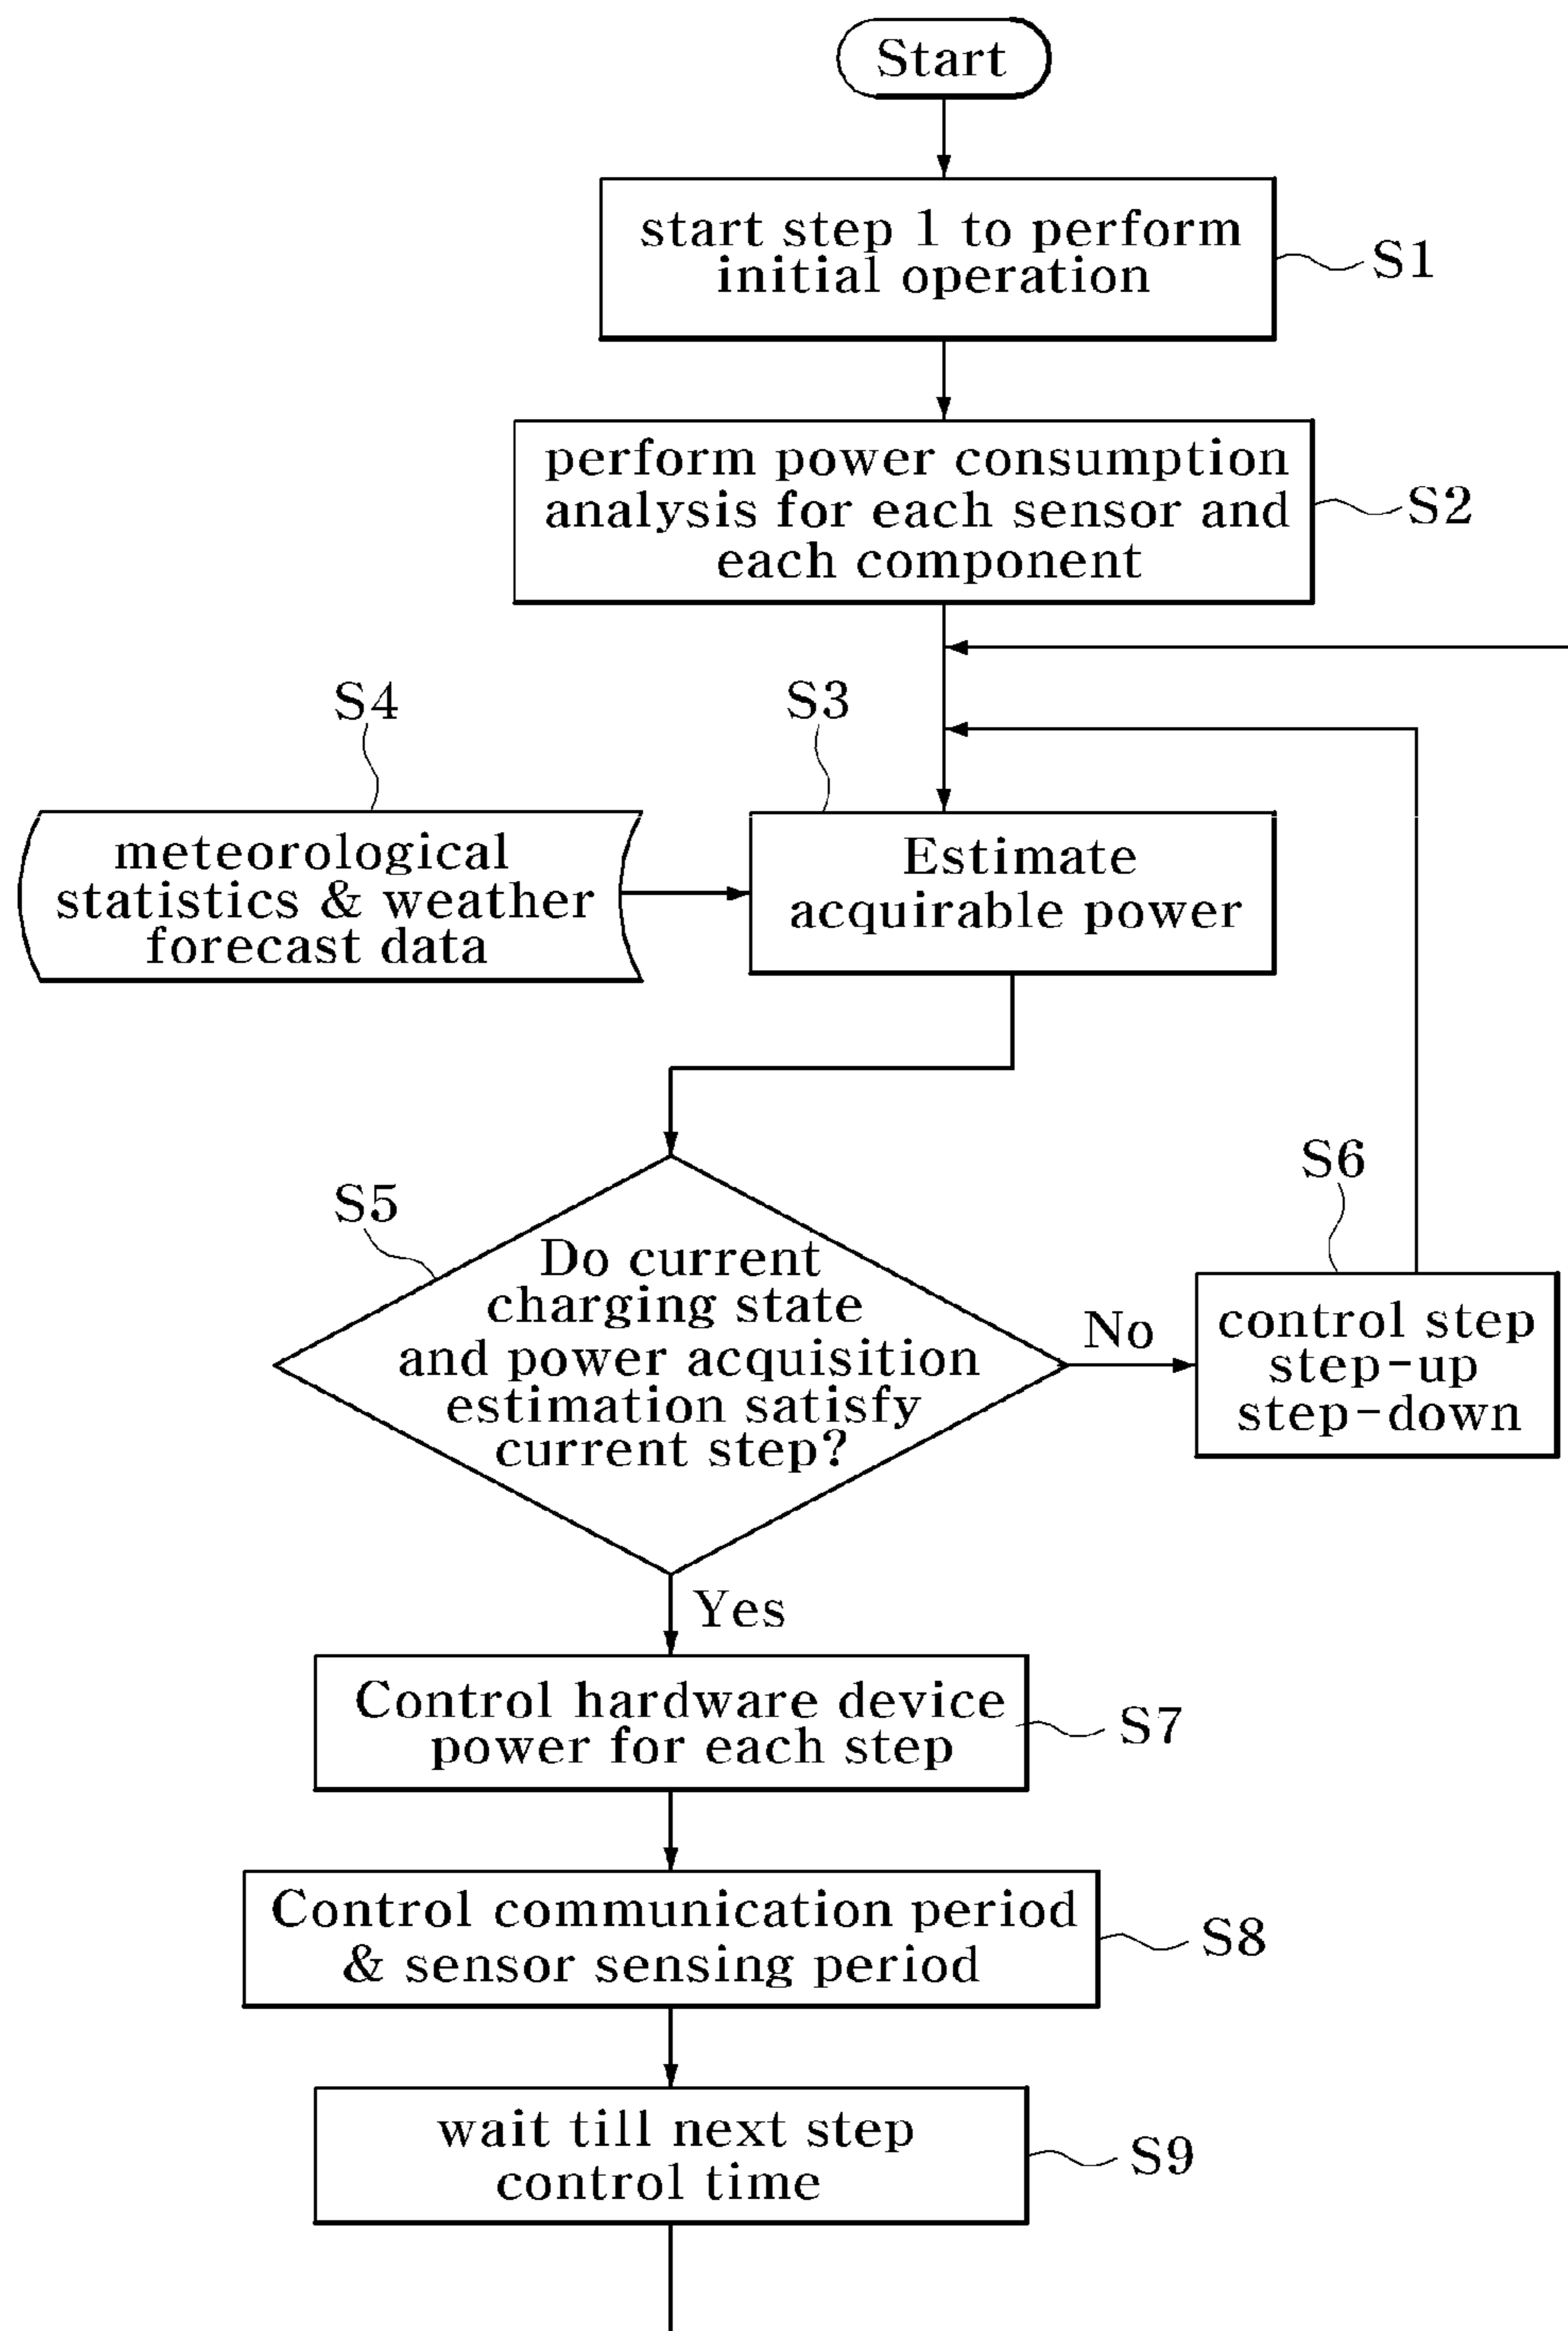 Start
start step 1 to perform
initial operation
S1
perform power consumption
analysis for each sensor and
each component
S2
S4
S3
meteorological
statistics & weather
forecast data
Estimate
acquirable power
S5
Do current
charging state
and power acquisition
estimation satisfy
current step?
No
S6
control step
step-up
step-down
Yes
Control hardware device
power for each step
S7
Control communication period
& sensor sensing period
S8
wait till next step
control time
S9